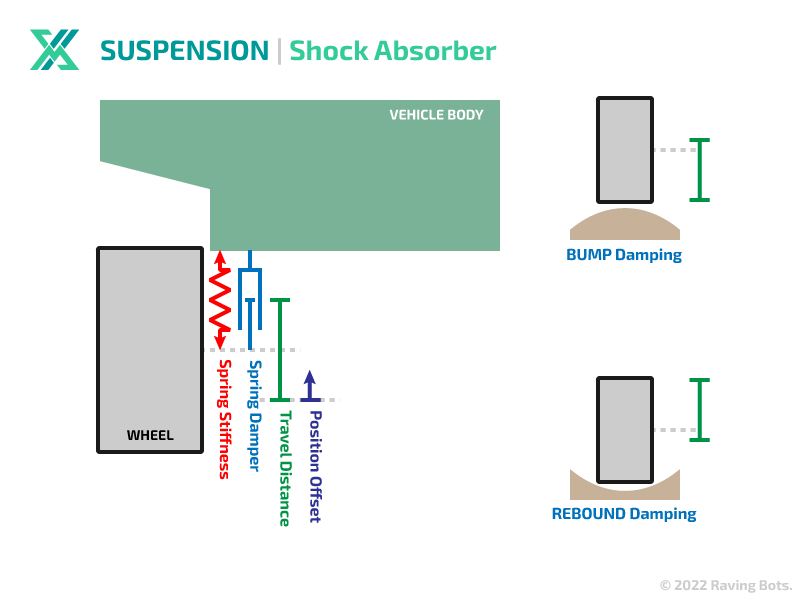 SUSPENSION | Shock Absorber
VEHICLE BODY
WHEEL
Spring Stiffness
Spring Damper
Travel Distance
Position Offset
BUMP Damping
REBOUND Damping
© 2022 Raving Bots.